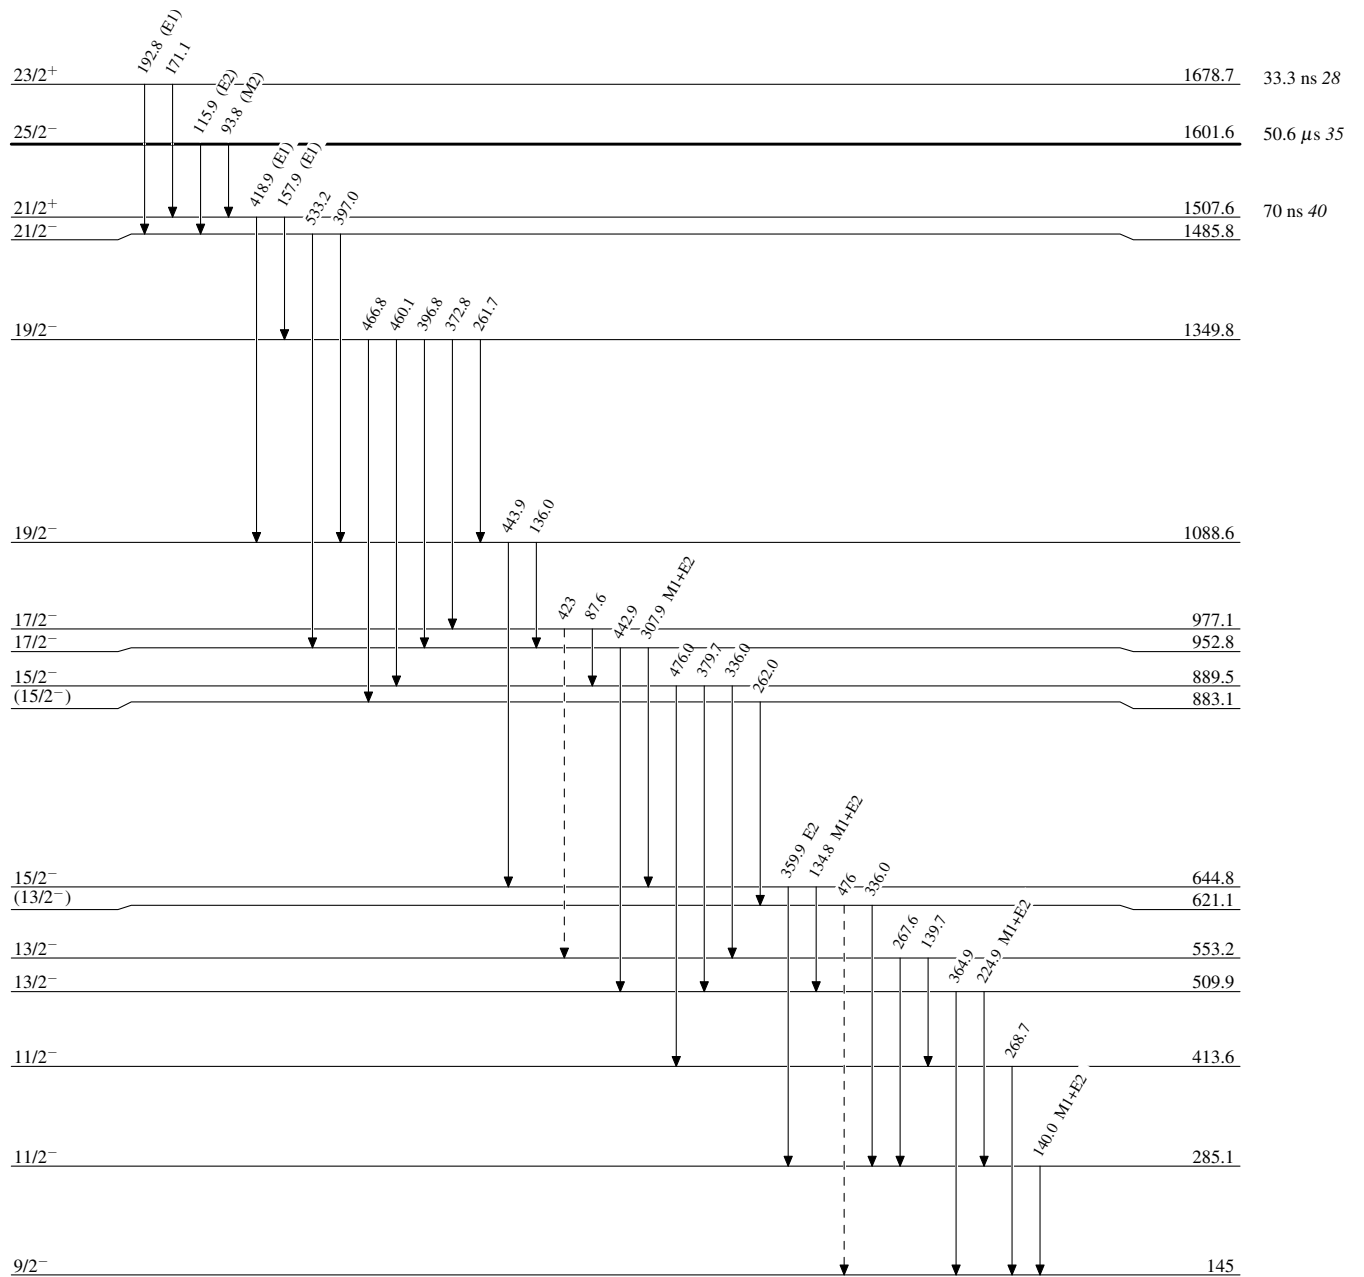 192.8 (E1)
171.1
23/2⁺ 1678.7 33.3 ns 28
115.9 (E2)
93.8 (M2)
25/2⁻ 1601.6 50.6 μs 35
418.9 (E1)
157.9 (E1)
21/2⁺ 1507.6 70 ns 40
533.2
397.0
21/2⁻ 1485.8
466.8
460.1
396.8
372.8
261.7
19/2⁻ 1349.8
443.9
136.0
19/2⁻ 1088.6
423
87.6
17/2⁻ 977.1
442.9
307.9 M1+E2
17/2⁻ 952.8
476.0
379.7
336.0
15/2⁻ 889.5
262.0
(15/2⁻) 883.1
359.9 E2
134.8 M1+E2
15/2⁻ 644.8
476
336.0
(13/2⁻) 621.1
267.6
139.7
13/2⁻ 553.2
364.9
224.9 M1+E2
13/2⁻ 509.9
268.7
11/2⁻ 413.6
140.0 M1+E2
11/2⁻ 285.1
9/2⁻ 145